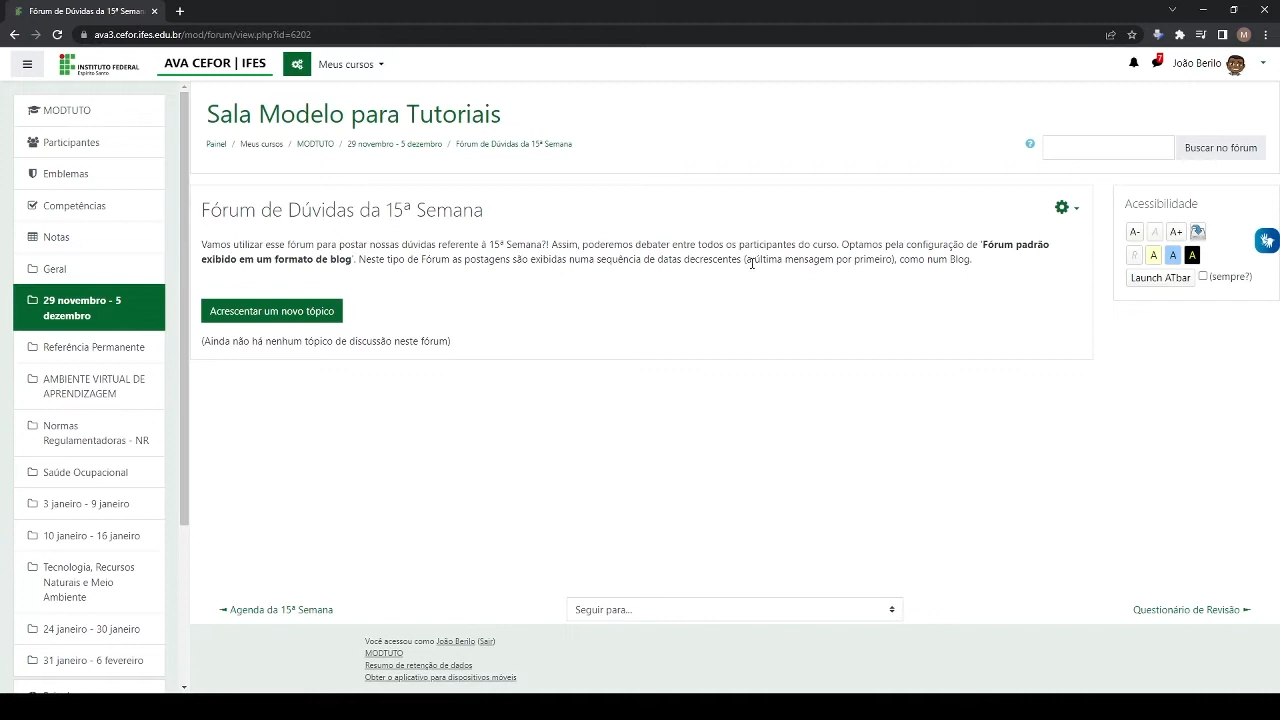 Fórum de Dúvidas da 15ª Seman
ava3.cefor.ifes.edu.br/mod/forum/view.php?id=6202
M
INSTITUTO FEDERAL
Espírito Santo
AVA CEFOR | IFES
Meus cursos
7
João Berilo
MODTUTO
Participantes
Emblemas
Competências
Notas
Geral
29 novembro - 5
dezembro
Referência Permanente
AMBIENTE VIRTUAL DE
APRENDIZAGEM
Normas
Regulamentadoras - NR
Saúde Ocupacional
3 janeiro - 9 janeiro
10 janeiro - 16 janeiro
Tecnologia, Recursos
Naturais e Meio
Ambiente
24 janeiro - 30 janeiro
31 janeiro - 6 fevereiro
Sala Modelo para Tutoriais
Painel / Meus cursos / MODTUTO / 29 novembro - 5 dezembro / Fórum de Dúvidas da 15ª Semana
Buscar no fórum
Fórum de Dúvidas da 15ª Semana
Vamos utilizar esse fórum para postar nossas dúvidas referente à 15ª Semana?! Assim, poderemos debater entre todos os participantes do curso. Optamos pela configuração de 'Fórum padrão
exibido em um formato de blog'. Neste tipo de Fórum as postagens são exibidas numa sequência de datas decrescentes (a última mensagem por primeiro), como num Blog.
Acrescentar um novo tópico
(Ainda não há nenhum tópico de discussão neste fórum)
Acessibilidade
A- A A+
R A A A
Launch ATbar (sempre?)
◄ Agenda da 15ª Semana
Seguir para...
Questionário de Revisão ►
Você acessou como João Berilo (Sair)
MODTUTO
Resumo de retenção de dados
Obter o aplicativo para dispositivos móveis